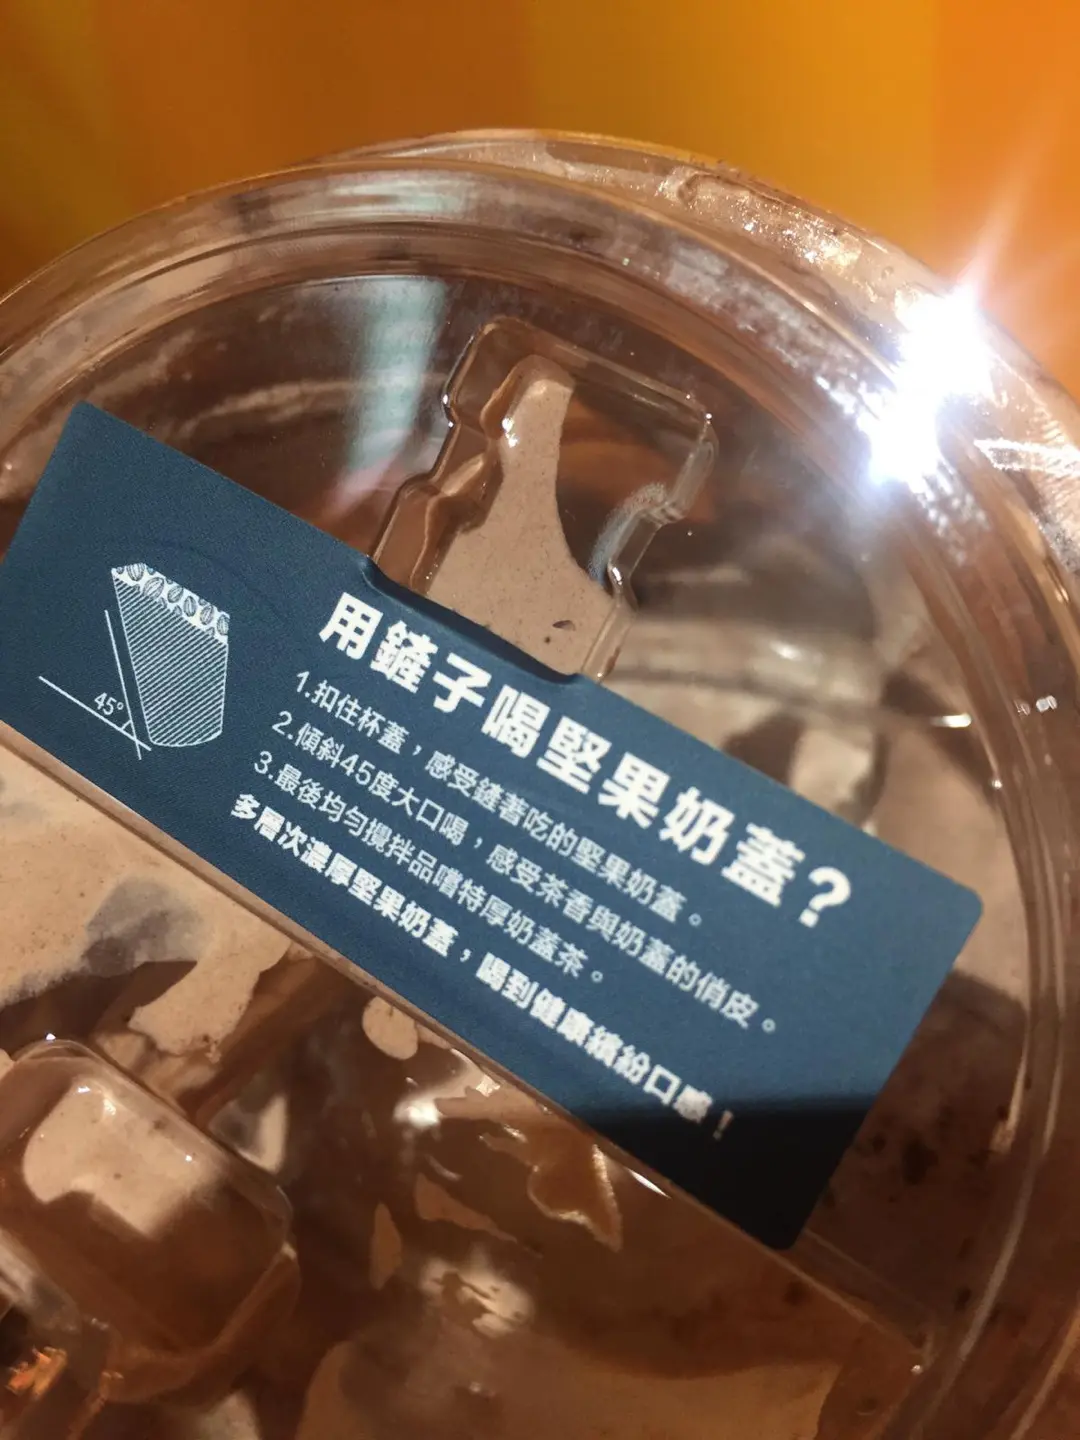 用鏟子喝堅果奶蓋？
1.扣住杯蓋，感受鏟著吃的堅果奶蓋。
2.傾斜45度大口喝，感受茶香與奶蓋的俏皮。
3.最後均勻攪拌品嚐特厚奶蓋茶。
多層次濃厚堅果奶蓋，喝到健康繽紛口感！
45°